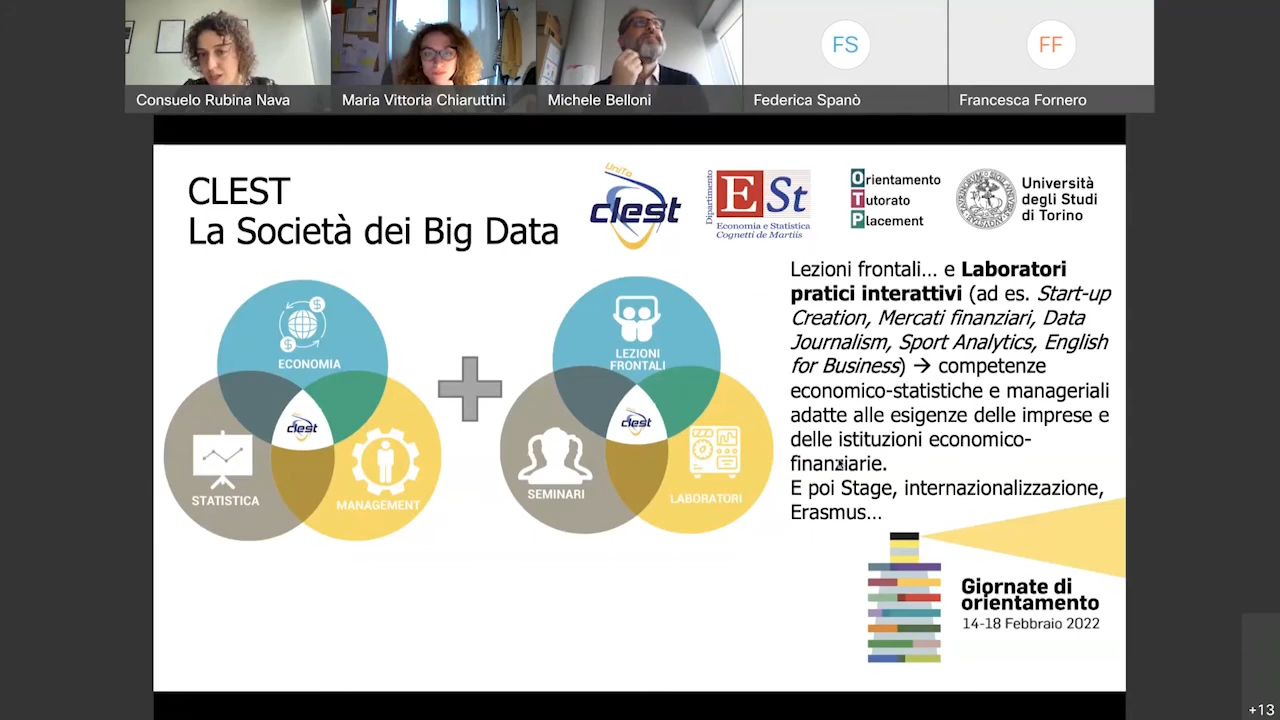 FS
FF
Consuelo Rubina Nava
Maria Vittoria Chiaruttini
Michele Belloni
Federica Spanò
Francesca Fornero
CLEST
La Società dei Big Data
UniTo
clest
Dipartimento
ESt
Economia e Statistica
Cognetti de Martiis
Orientamento
Tutorato
Placement
Università
degli Studi
di Torino
ECONOMIA
STATISTICA
MANAGEMENT
clest
LEZIONI
FRONTALI
SEMINARI
LABORATORI
clest
Lezioni frontali… e Laboratori
pratici interattivi (ad es. Start-up
Creation, Mercati finanziari, Data
Journalism, Sport Analytics, English
for Business) → competenze
economico-statistiche e manageriali
adatte alle esigenze delle imprese e
delle istituzioni economico-
finanziarie.
E poi Stage, internazionalizzazione,
Erasmus…
Giornate di
orientamento
14-18 Febbraio 2022
+13